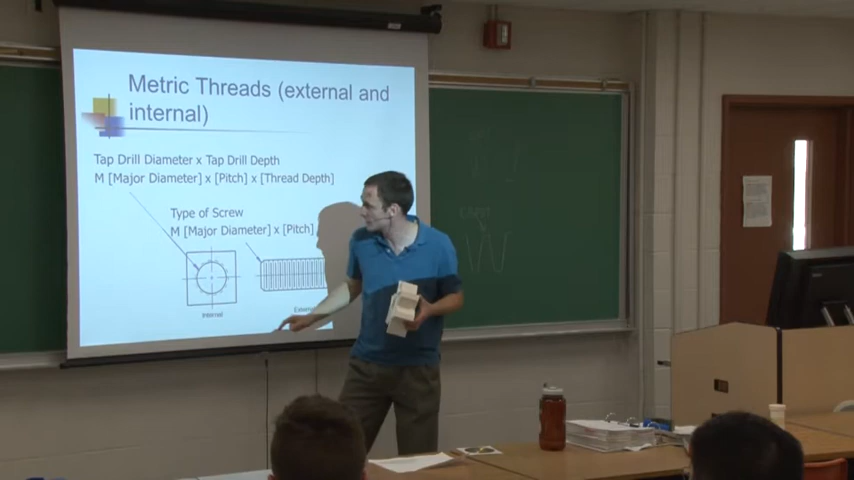 Metric Threads (external and
internal)
Tap Drill Diameter x Tap Drill Depth
M [Major Diameter] x [Pitch] x [Thread Depth]
Type of Screw
M [Major Diameter] x [Pitch]
Internal